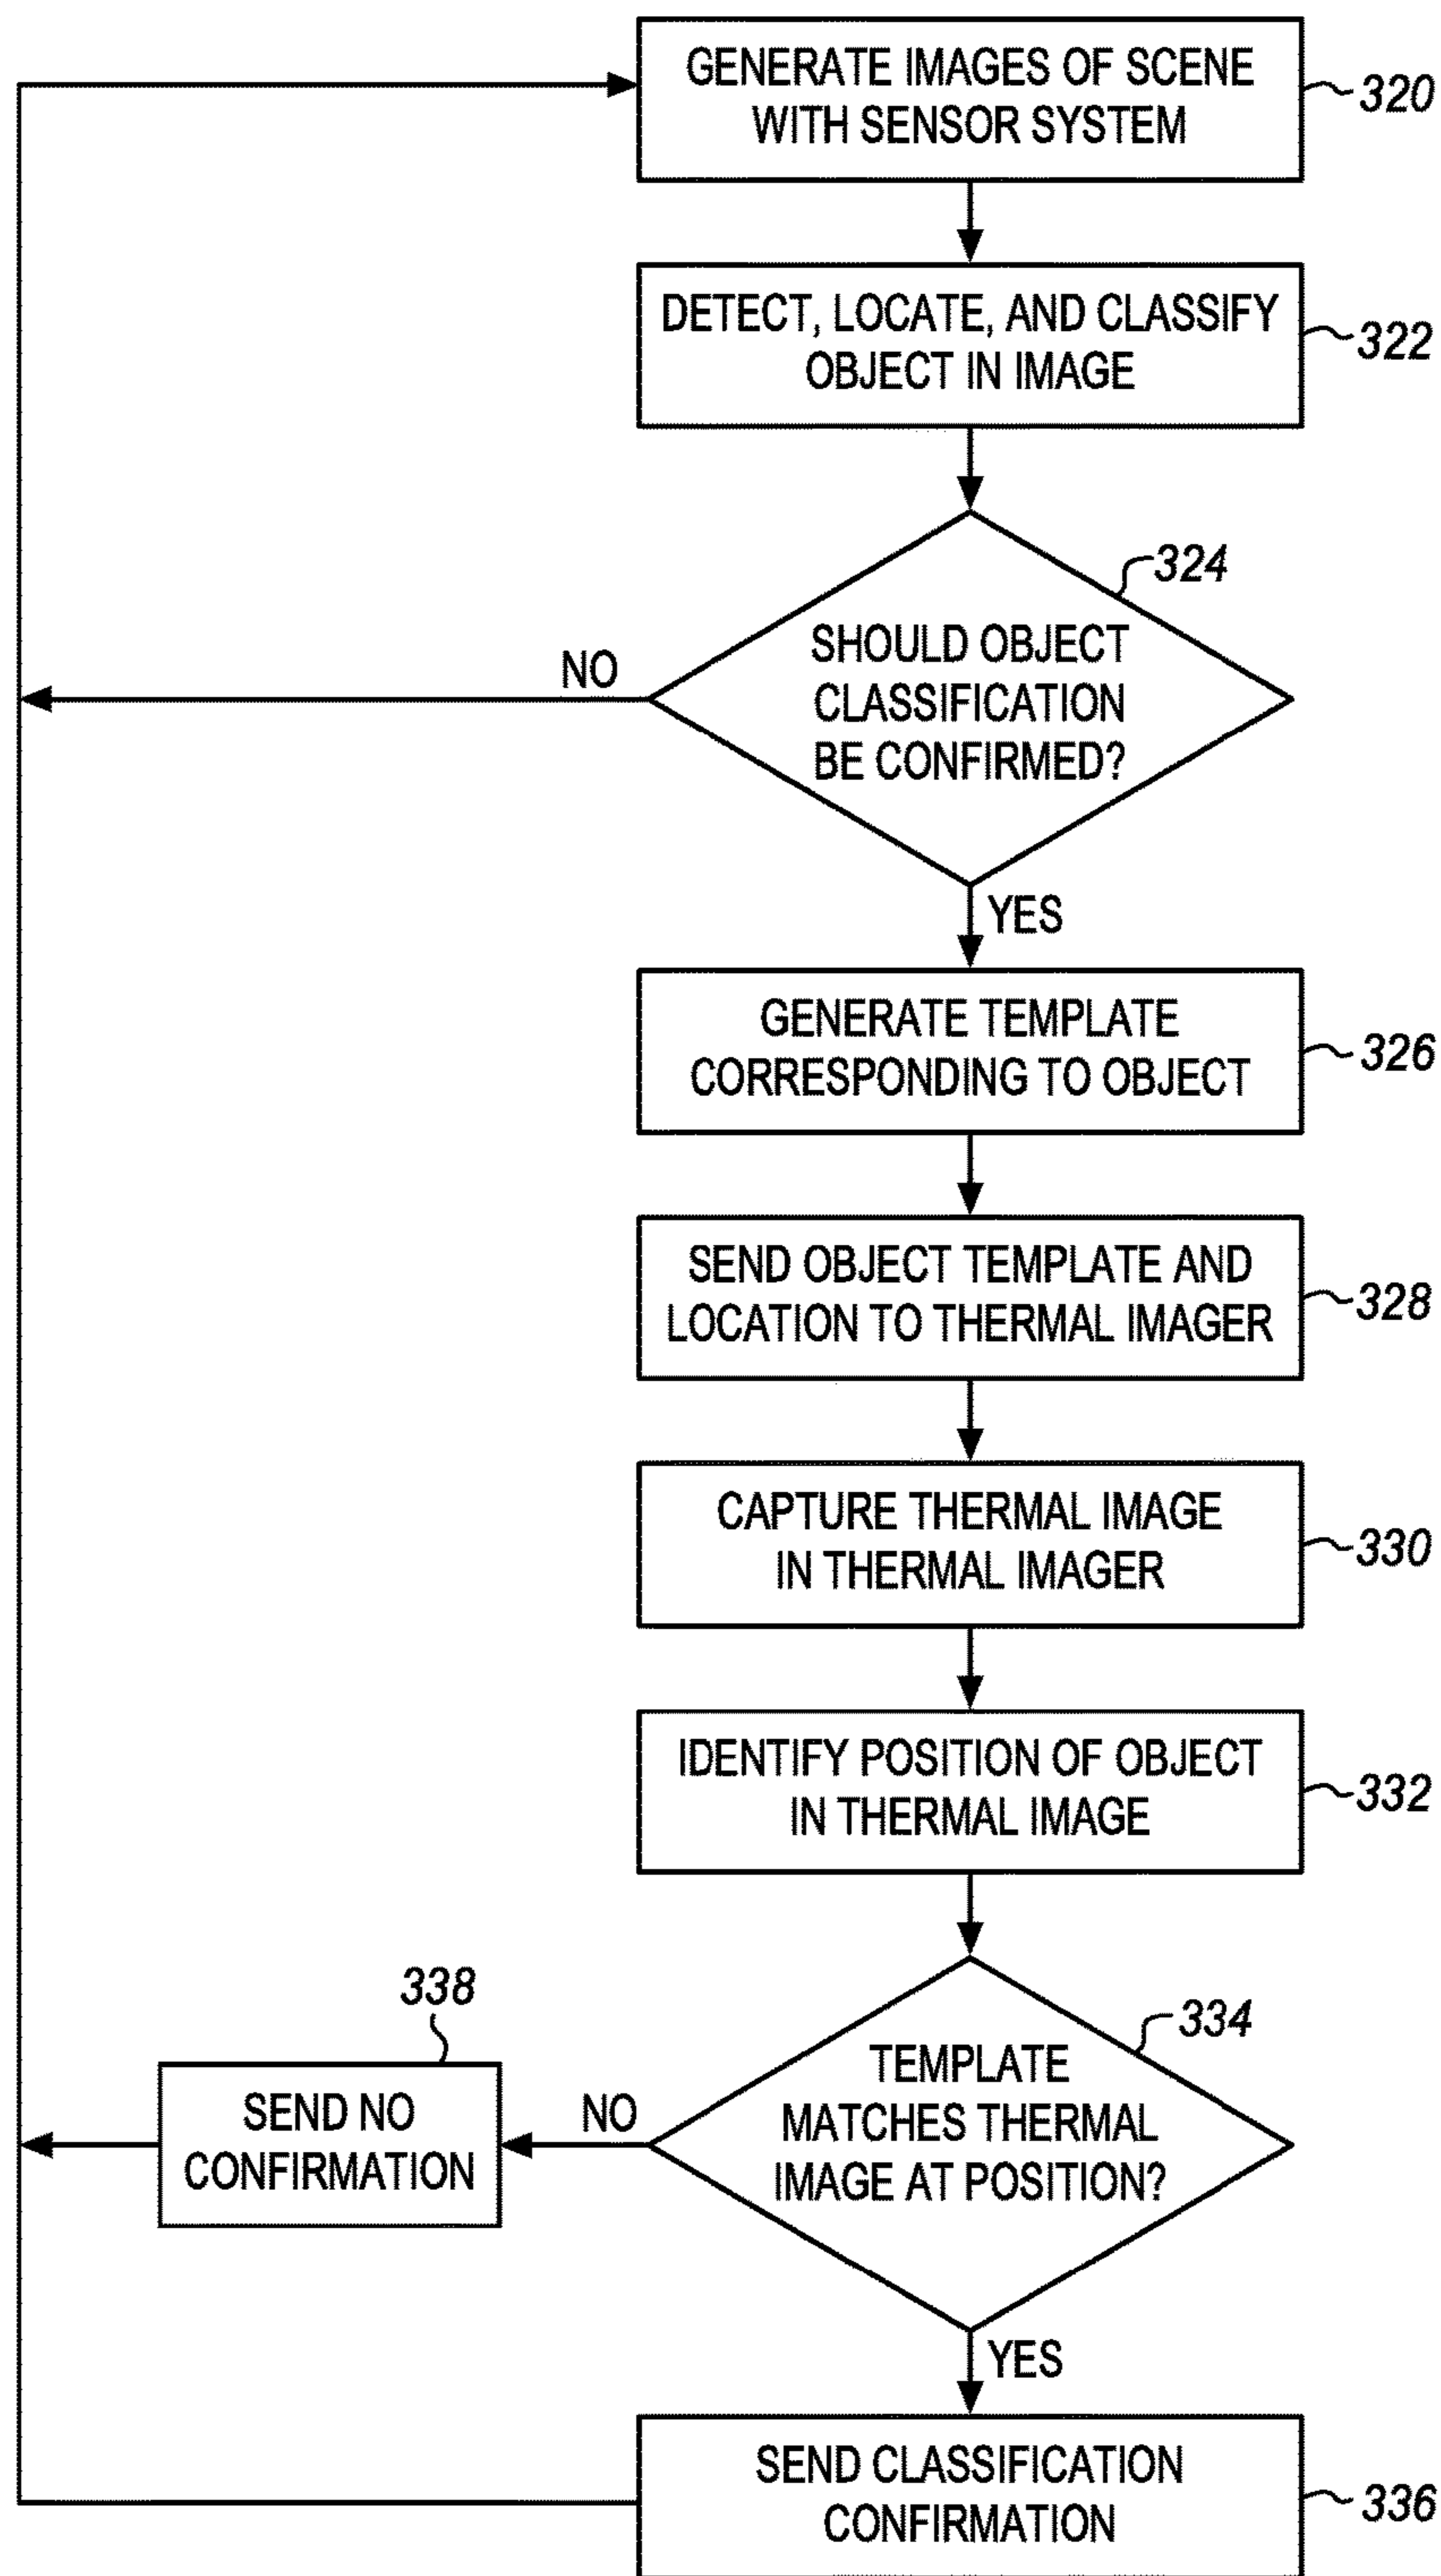 GENERATE IMAGES OF SCENE
WITH SENSOR SYSTEM
320
DETECT, LOCATE, AND CLASSIFY
OBJECT IN IMAGE
322
324
SHOULD OBJECT
CLASSIFICATION
BE CONFIRMED?
NO
YES
GENERATE TEMPLATE
CORRESPONDING TO OBJECT
326
SEND OBJECT TEMPLATE AND
LOCATION TO THERMAL IMAGER
328
CAPTURE THERMAL IMAGE
IN THERMAL IMAGER
330
IDENTIFY POSITION OF OBJECT
IN THERMAL IMAGE
332
334
TEMPLATE
MATCHES THERMAL
IMAGE AT POSITION?
NO
338
SEND NO
CONFIRMATION
YES
SEND CLASSIFICATION
CONFIRMATION
336